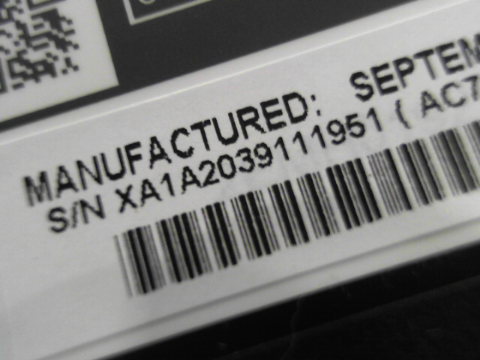 MANUFACTURED: SEPTEM
S/N XA1A2039111951 ( AC7